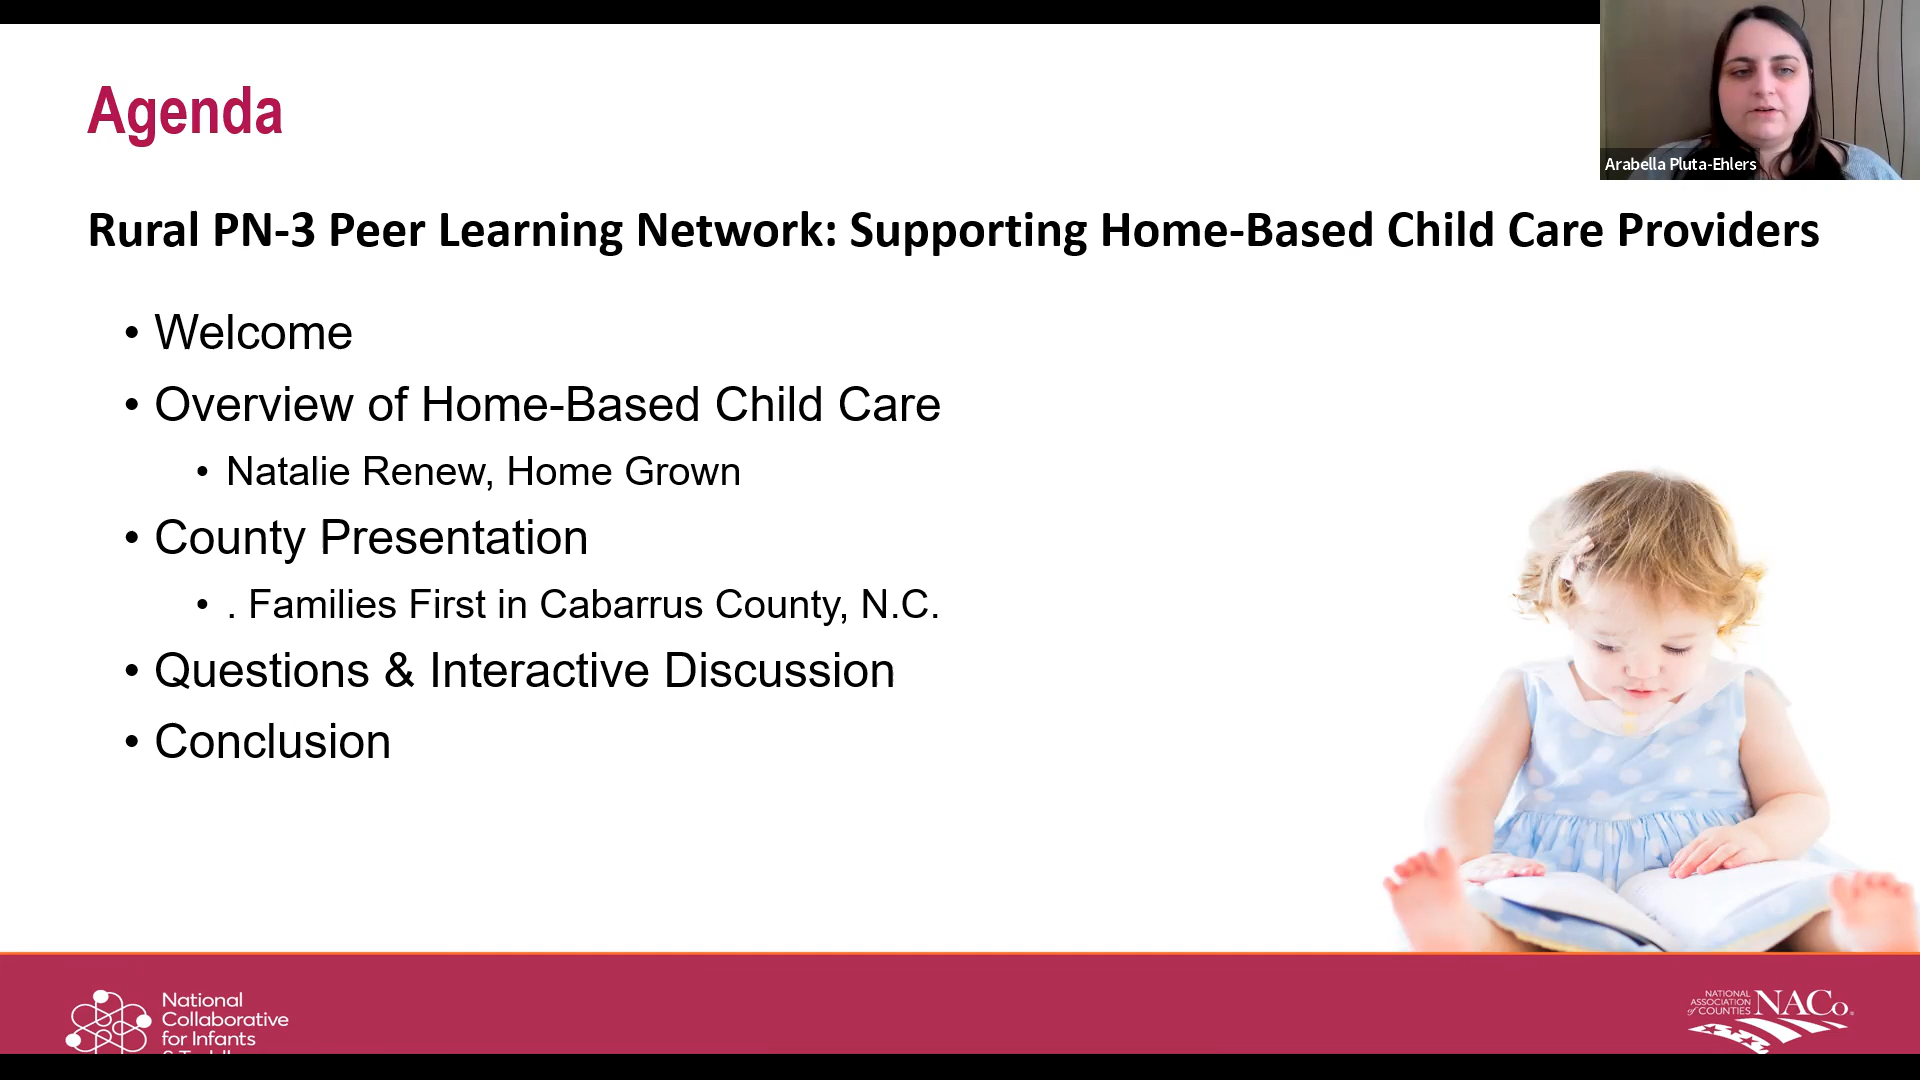 Agenda
Arabella Pluta-Ehlers
Rural PN-3 Peer Learning Network: Supporting Home-Based Child Care Providers
• Welcome
• Overview of Home-Based Child Care
• Natalie Renew, Home Grown
• County Presentation
• . Families First in Cabarrus County, N.C.
• Questions & Interactive Discussion
• Conclusion
National
Collaborative
for Infants
NATIONAL
ASSOCIATION
of COUNTIES
NACo.